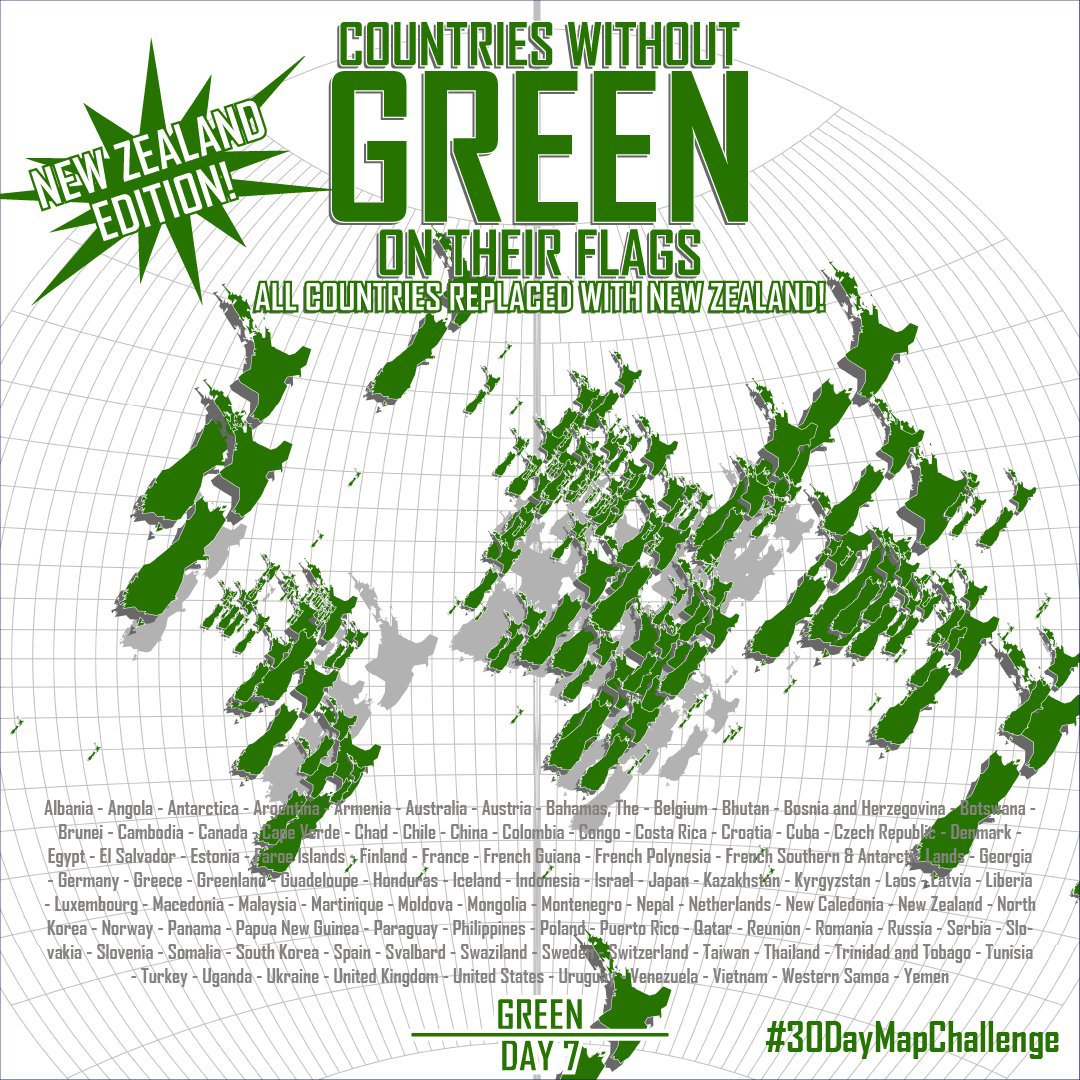 COUNTRIES WITHOUT
GREEN
ON THEIR FLAGS
ALL COUNTRIES REPLACED WITH NEW ZEALAND!
NEW ZEALAND
EDITION!
Albania - Angola - Antarctica - Argentina - Armenia - Australia - Austria - Bahamas, The - Belgium - Bhutan - Bosnia and Herzegovina - Botswana -
Brunei - Cambodia - Canada - Cape Verde - Chad - Chile - China - Colombia - Congo - Costa Rica - Croatia - Cuba - Czech Republic - Denmark -
Egypt - El Salvador - Estonia - Faroe Islands - Finland - France - French Guiana - French Polynesia - French Southern & Antarctic Lands - Georgia
- Germany - Greece - Greenland - Guadeloupe - Honduras - Iceland - Indonesia - Israel - Japan - Kazakhstan - Kyrgyzstan - Laos - Latvia - Liberia
- Luxembourg - Macedonia - Malaysia - Martinique - Moldova - Mongolia - Montenegro - Nepal - Netherlands - New Caledonia - New Zealand - North
Korea - Norway - Panama - Papua New Guinea - Paraguay - Philippines - Poland - Puerto Rico - Qatar - Reunion - Romania - Russia - Serbia - Slo-
vakia - Slovenia - Somalia - South Korea - Spain - Svalbard - Swaziland - Sweden - Switzerland - Taiwan - Thailand - Trinidad and Tobago - Tunisia
- Turkey - Uganda - Ukraine - United Kingdom - United States - Uruguay - Venezuela - Vietnam - Western Samoa - Yemen
GREEN
DAY 7
#30DayMapChallenge